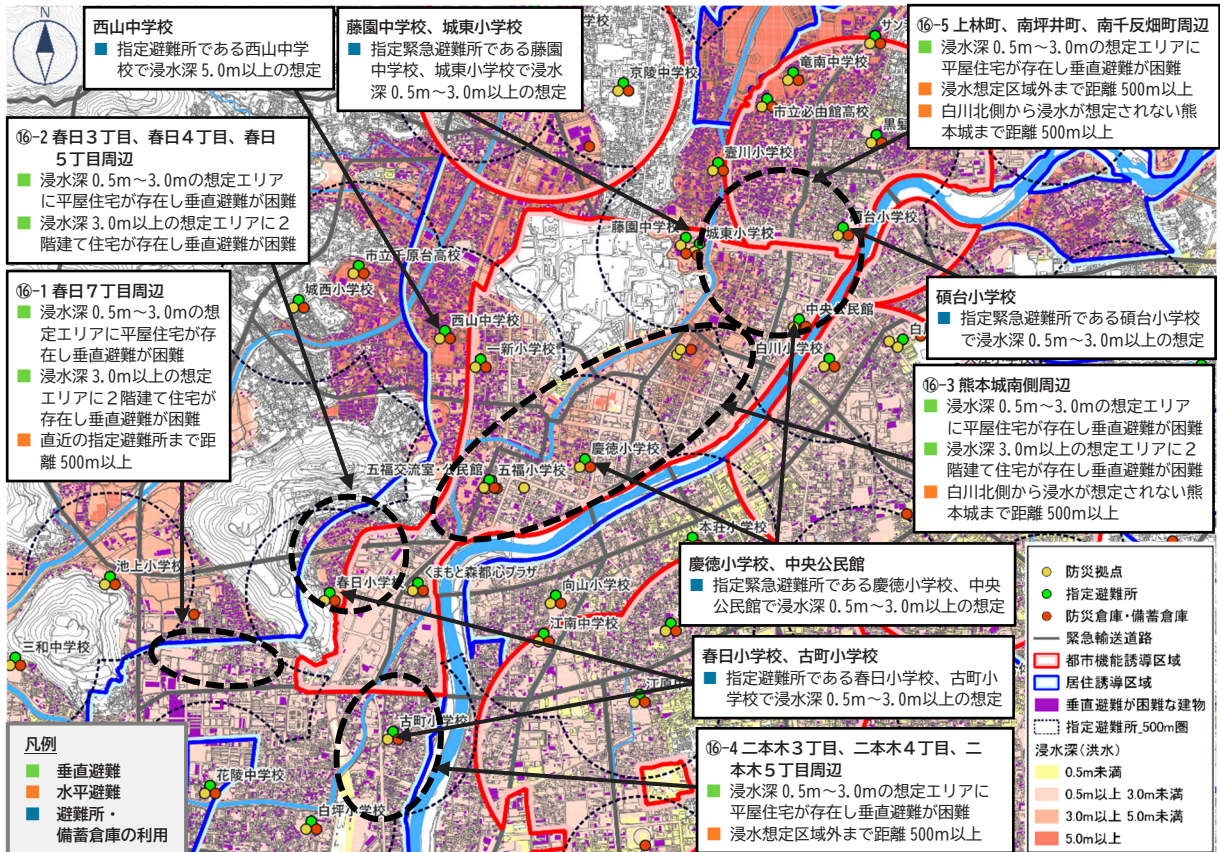 N
西山中学校
■ 指定避難所である西山中学
校で浸水深5.0m以上の想定
藤園中学校、城東小学校
■ 指定緊急避難所である藤園
中学校、城東小学校で浸水
深0.5m～3.0m以上の想定
⑯-5 上林町、南坪井町、南千反畑町周辺
■ 浸水深0.5m～3.0mの想定エリアに
平屋住宅が存在し垂直避難が困難
■ 浸水想定区域外まで距離500m以上
■ 白川北側から浸水が想定されない熊
本城まで距離500m以上
⑯-2 春日3丁目、春日4丁目、春日
5丁目周辺
■ 浸水深0.5m～3.0mの想定エリア
に平屋住宅が存在し垂直避難が困難
■ 浸水深3.0m以上の想定エリアに2
階建て住宅が存在し垂直避難が困難
⑯-1 春日7丁目周辺
■ 浸水深0.5m～3.0mの想
定エリアに平屋住宅が存
在し垂直避難が困難
■ 浸水深3.0m以上の想定
エリアに2階建て住宅が
存在し垂直避難が困難
■ 直近の指定避難所まで距
離500m以上
京陵中学校
竜南中学校
市立必由館高校
壺川小学校
藤園中学校
城東小学校
台小学校
市立千原台高校
城西小学校
西山中学校
一新小学校
中央公民館
白川小学校
慶徳小学校
五福交流室・公民館
五福小学校
本荘小学校
池上小学校
春日小学校
くまもと森都心プラザ
向山小学校
江南中学校
三和中学校
古町小学校
花陵中学校
白坪小学校
碩台小学校
■ 指定緊急避難所である碩台小学校
で浸水深0.5m～3.0m以上の想定
⑯-3 熊本城南側周辺
■ 浸水深0.5m～3.0mの想定エリア
に平屋住宅が存在し垂直避難が困難
■ 浸水深3.0m以上の想定エリアに2
階建て住宅が存在し垂直避難が困難
■ 白川北側から浸水が想定されない熊
本城まで距離500m以上
慶徳小学校、中央公民館
■ 指定緊急避難所である慶徳小学校、中央
公民館で浸水深0.5m～3.0m以上の想定
春日小学校、古町小学校
■ 指定避難所である春日小学校、古町小
学校で浸水深0.5m～3.0m以上の想定
⑯-4 二本木3丁目、二本木4丁目、二
本木5丁目周辺
■ 浸水深0.5m～3.0mの想定エリアに
平屋住宅が存在し垂直避難が困難
■ 浸水想定区域外まで距離500m以上
凡例
■ 垂直避難
■ 水平避難
■ 避難所・
備蓄倉庫の利用
防災拠点
指定避難所
防災倉庫・備蓄倉庫
緊急輸送道路
都市機能誘導区域
居住誘導区域
垂直避難が困難な建物
指定避難所_500m圏
浸水深(洪水)
0.5m未満
0.5m以上 3.0m未満
3.0m以上 5.0m未満
5.0m以上